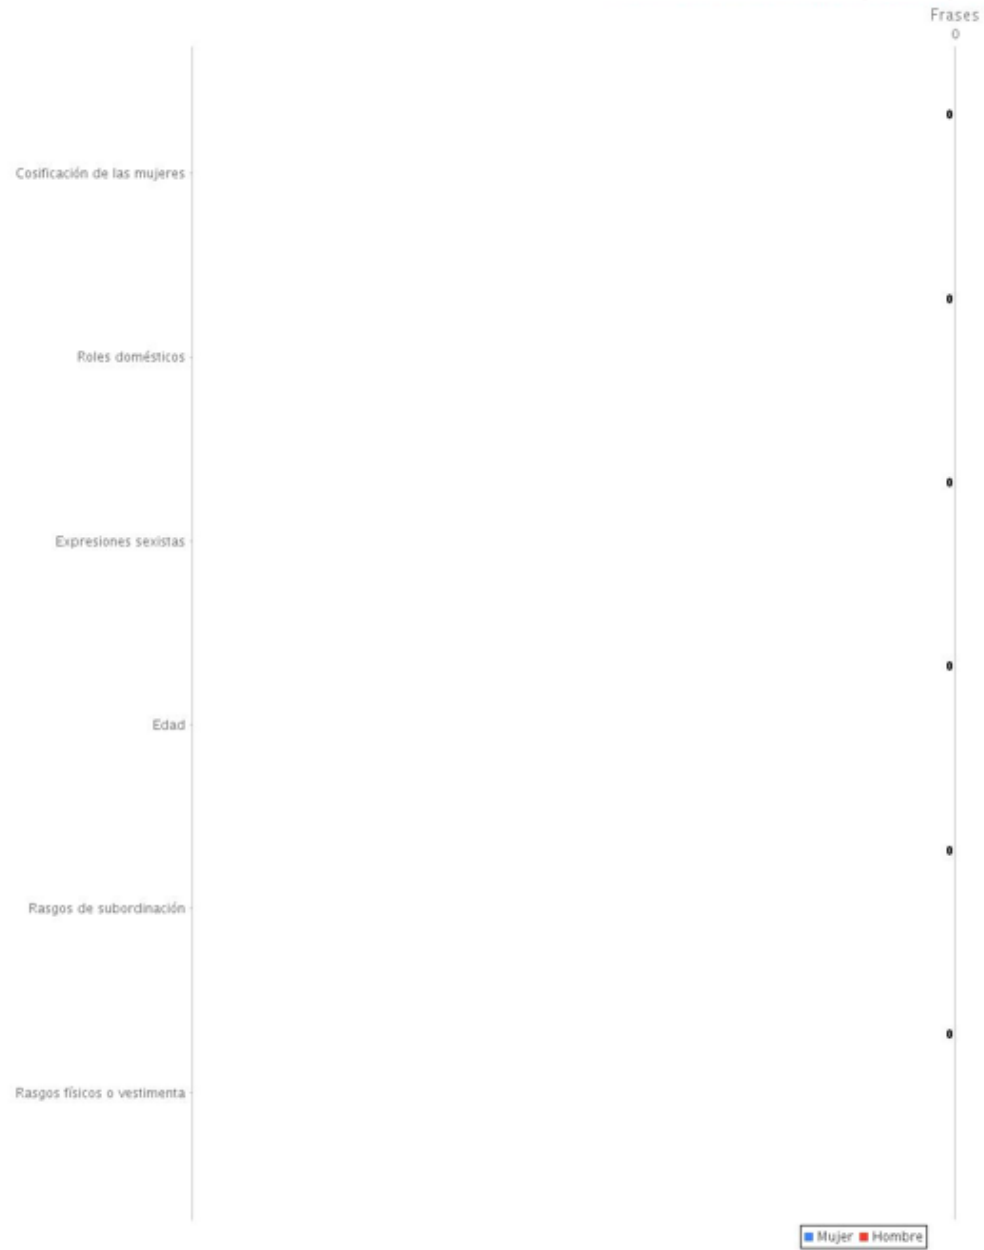 Frases
0
0
Cosificación de las mujeres
0
Roles domésticos
0
Expresiones sexistas
0
Edad
0
Rasgos de subordinación
0
Rasgos físicos o vestimenta
Mujer Hombre